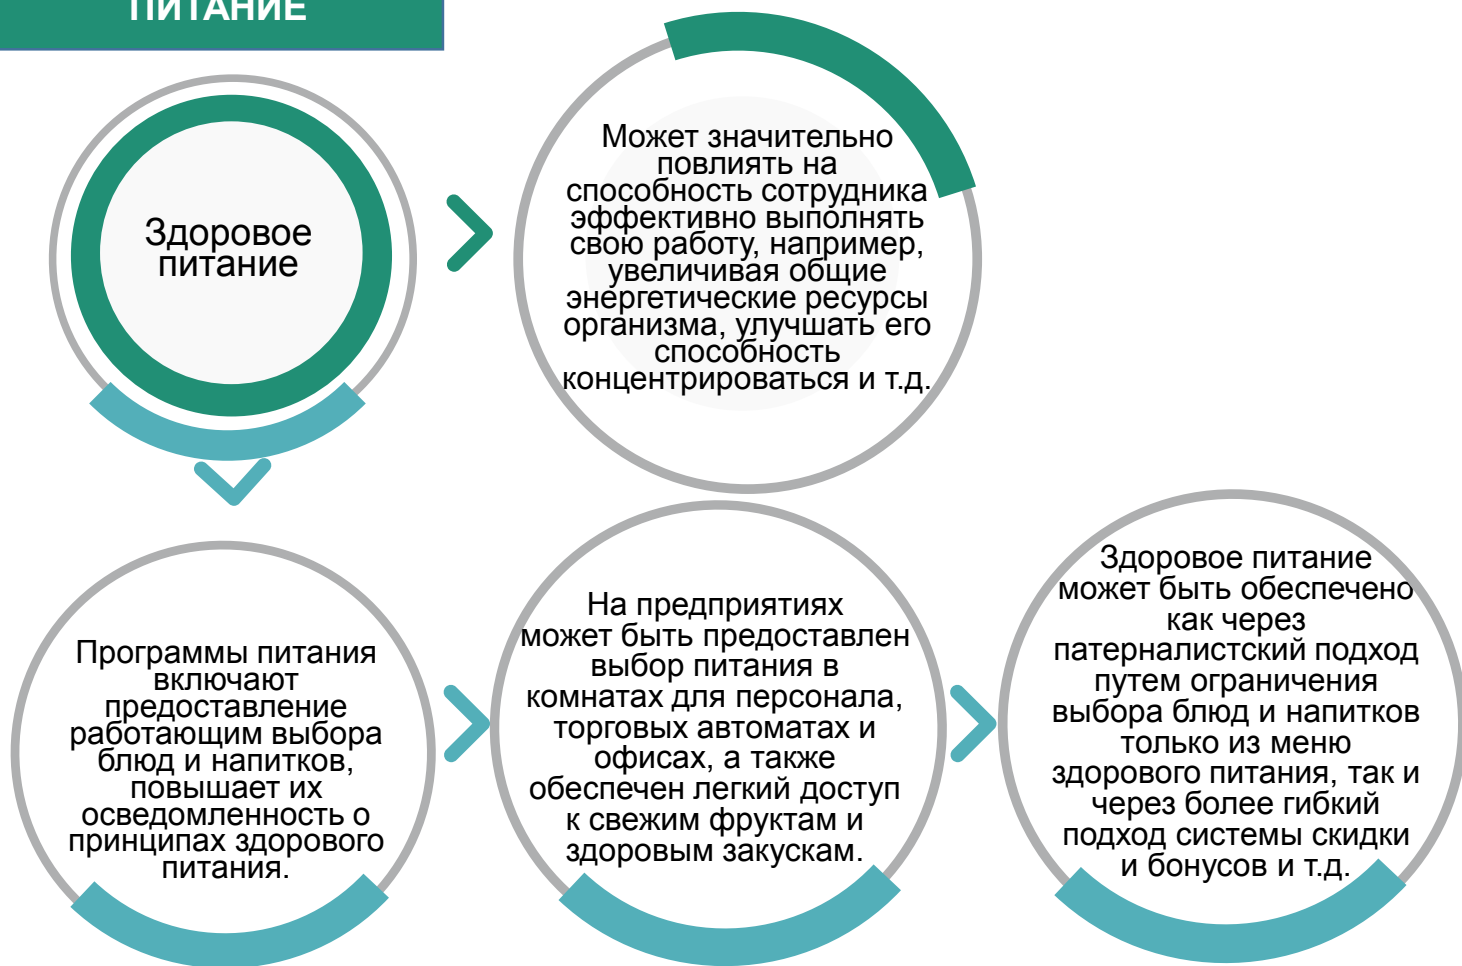 ПИТАНИЕ
Здоровое
питание
Может значительно
повлиять на
способность сотрудника
эффективно выполнять
свою работу, например,
увеличивая общие
энергетические ресурсы
организма, улучшать его
способность
концентрироваться и т.д.
Программы питания
включают
предоставление
работающим выбора
блюд и напитков,
повышает их
осведомленность о
принципах здорового
питания.
На предприятиях
может быть предоставлен
выбор питания в
комнатах для персонала,
торговых автоматах и
офисах, а также
обеспечен легкий доступ
к свежим фруктам и
здоровым закускам.
Здоровое питание
может быть обеспечено
как через
патерналистский подход
путем ограничения
выбора блюд и напитков
только из меню
здорового питания, так и
через более гибкий
подход системы скидки
и бонусов и т.д.